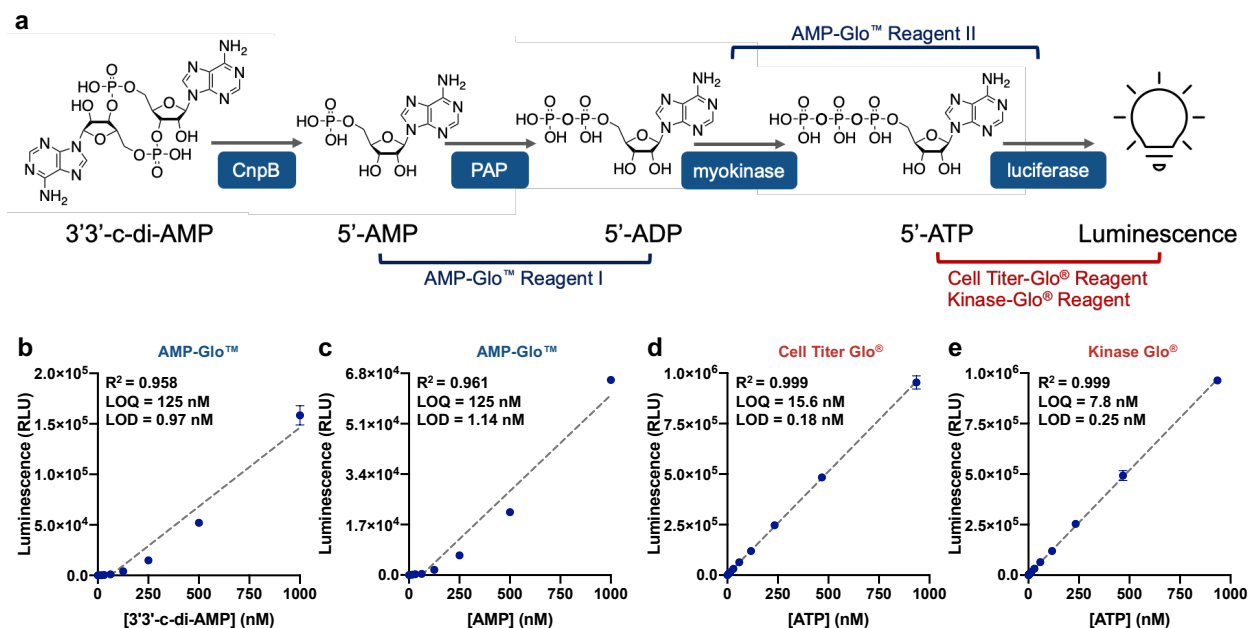 a
AMP-Glo™ Reagent II
NH2
N
N
N
N
O
HO-P-O
OH
HO
O
O
OH
O
O-P-OH
O
N
N
N
N
NH2
CnpB
O
HO-P-O
OH
O
HO OH
N
N
N
N
NH2
PAP
O O
HO-P-O-P-O
OH OH
O
HO OH
N
N
N
N
NH2
myokinase
O O O
HO-P-O-P-O-P-O
OH OH OH
O
HO OH
N
N
N
N
NH2
luciferase
3'3'-c-di-AMP
5'-AMP
5'-ADP
5'-ATP
Luminescence
AMP-Glo™ Reagent I
Cell Titer-Glo® Reagent
Kinase-Glo® Reagent
b
AMP-Glo™
Luminescence (RLU)
2.0×10⁵
1.5×10⁵
1.0×10⁵
5.0×10⁴
0.0
R² = 0.958
LOQ = 125 nM
LOD = 0.97 nM
0 250 500 750 1000
[3'3'-c-di-AMP] (nM)
c
AMP-Glo™
Luminescence (RLU)
6.8×10⁴
5.1×10⁴
3.4×10⁴
1.7×10⁴
0.0
R² = 0.961
LOQ = 125 nM
LOD = 1.14 nM
0 250 500 750 1000
[AMP] (nM)
d
Cell Titer Glo®
Luminescence (RLU)
1.0×10⁶
7.5×10⁵
5.0×10⁵
2.5×10⁵
0.0
R² = 0.999
LOQ = 15.6 nM
LOD = 0.18 nM
0 250 500 750 1000
[ATP] (nM)
e
Kinase Glo®
Luminescence (RLU)
1.0×10⁶
7.5×10⁵
5.0×10⁵
2.5×10⁵
0.0
R² = 0.999
LOQ = 7.8 nM
LOD = 0.25 nM
0 250 500 750 1000
[ATP] (nM)